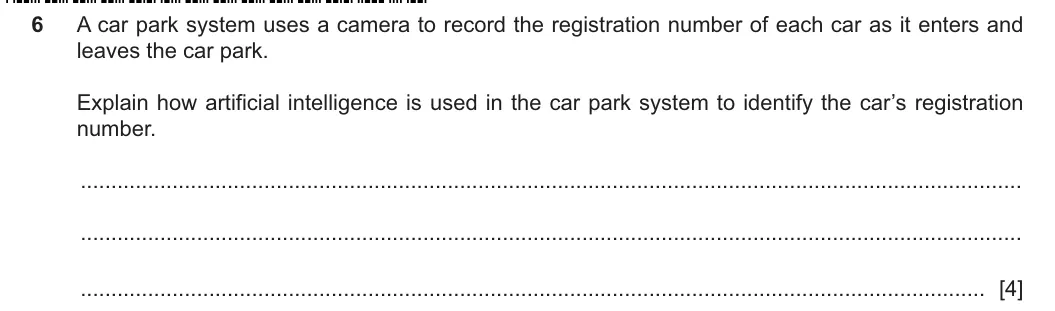 6 A car park system uses a camera to record the registration number of each car as it enters and
leaves the car park.
Explain how artificial intelligence is used in the car park system to identify the car’s registration
number.
[4]